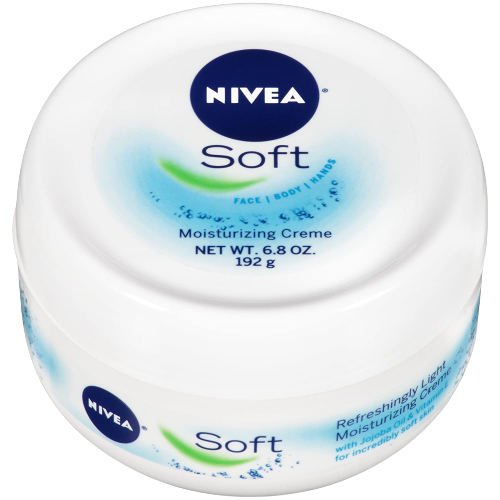 NIVEA®
Soft
FACE | BODY | HANDS
Moisturizing Creme
NET WT. 6.8 OZ.
192 g
NIVEA
Soft
Refreshingly Light
Moisturizing Creme
with Jojoba Oil & Vitamin
for incredibly soft skin